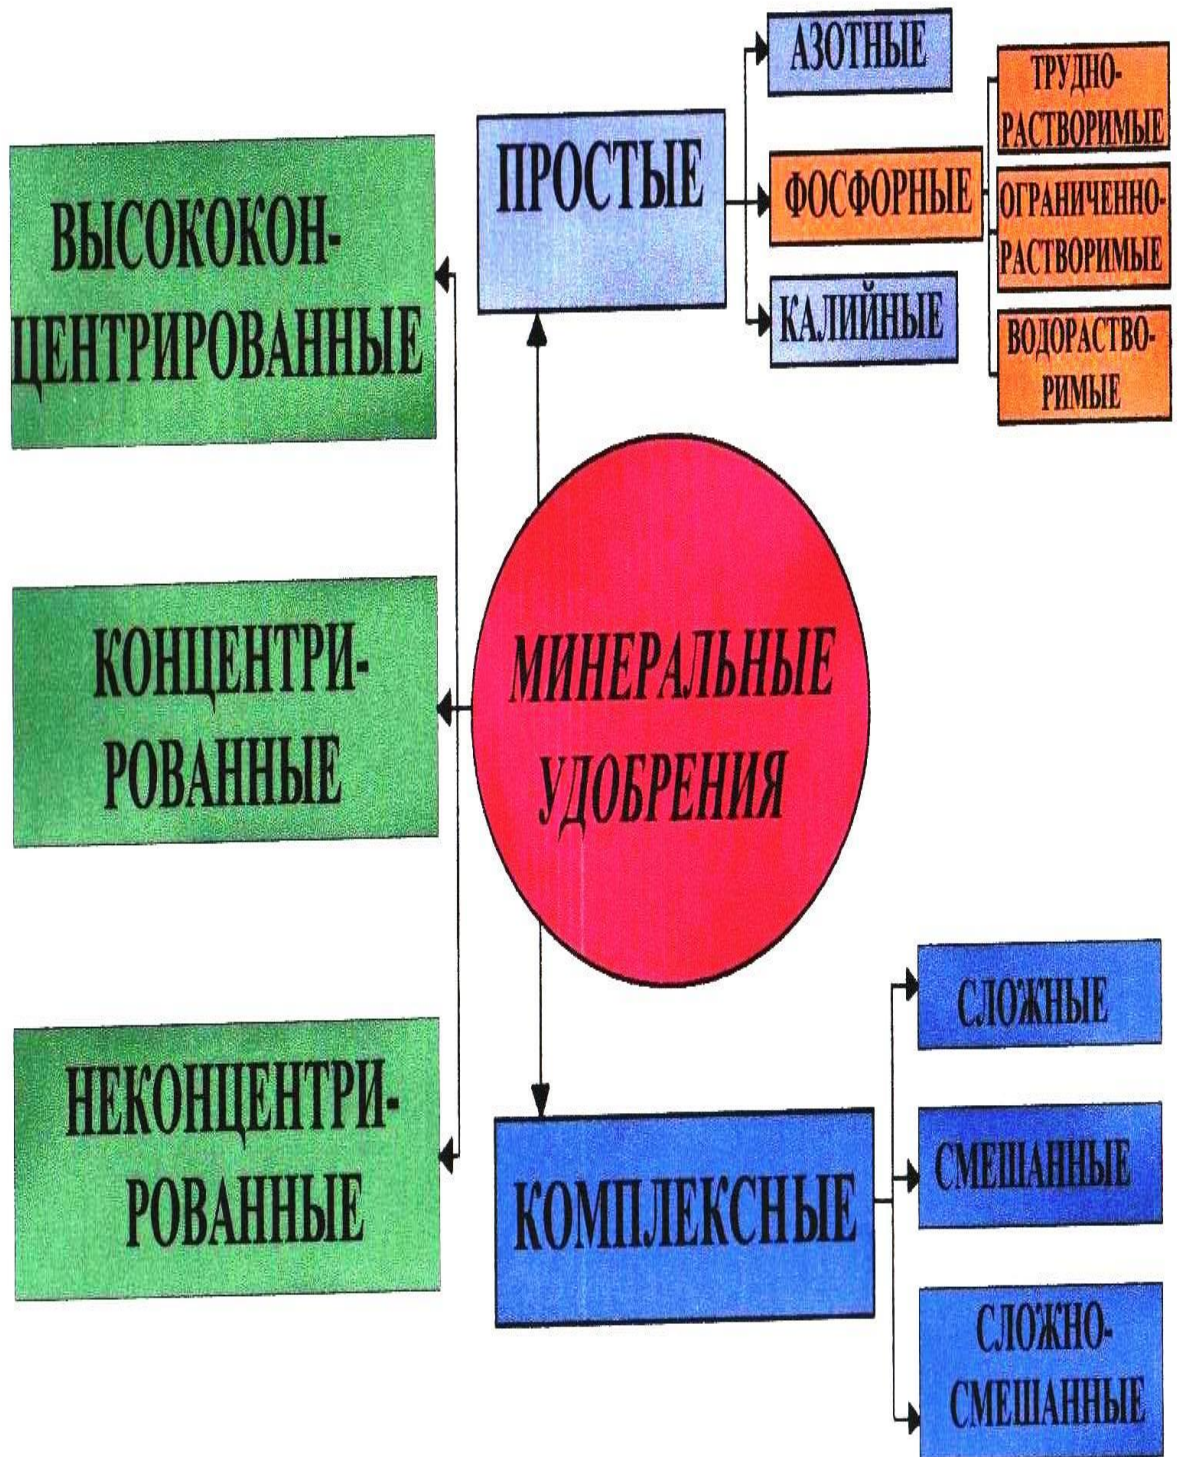 АЗОТНЫЕ
ПРОСТЫЕ
ФОСФОРНЫЕ
КАЛИЙНЫЕ
ТРУДНО-
РАСТВОРИМЫЕ
ОГРАНИЧЕННО-
РАСТВОРИМЫЕ
ВОДОРАСТВО-
РИМЫЕ
ВЫСОКОКОН-
ЦЕНТРИРОВАННЫЕ
КОНЦЕНТРИ-
РОВАННЫЕ
НЕКОНЦЕНТРИ-
РОВАННЫЕ
МИНЕРАЛЬНЫЕ
УДОБРЕНИЯ
КОМПЛЕКСНЫЕ
СЛОЖНЫЕ
СМЕШАННЫЕ
СЛОЖНО-
СМЕШАННЫЕ